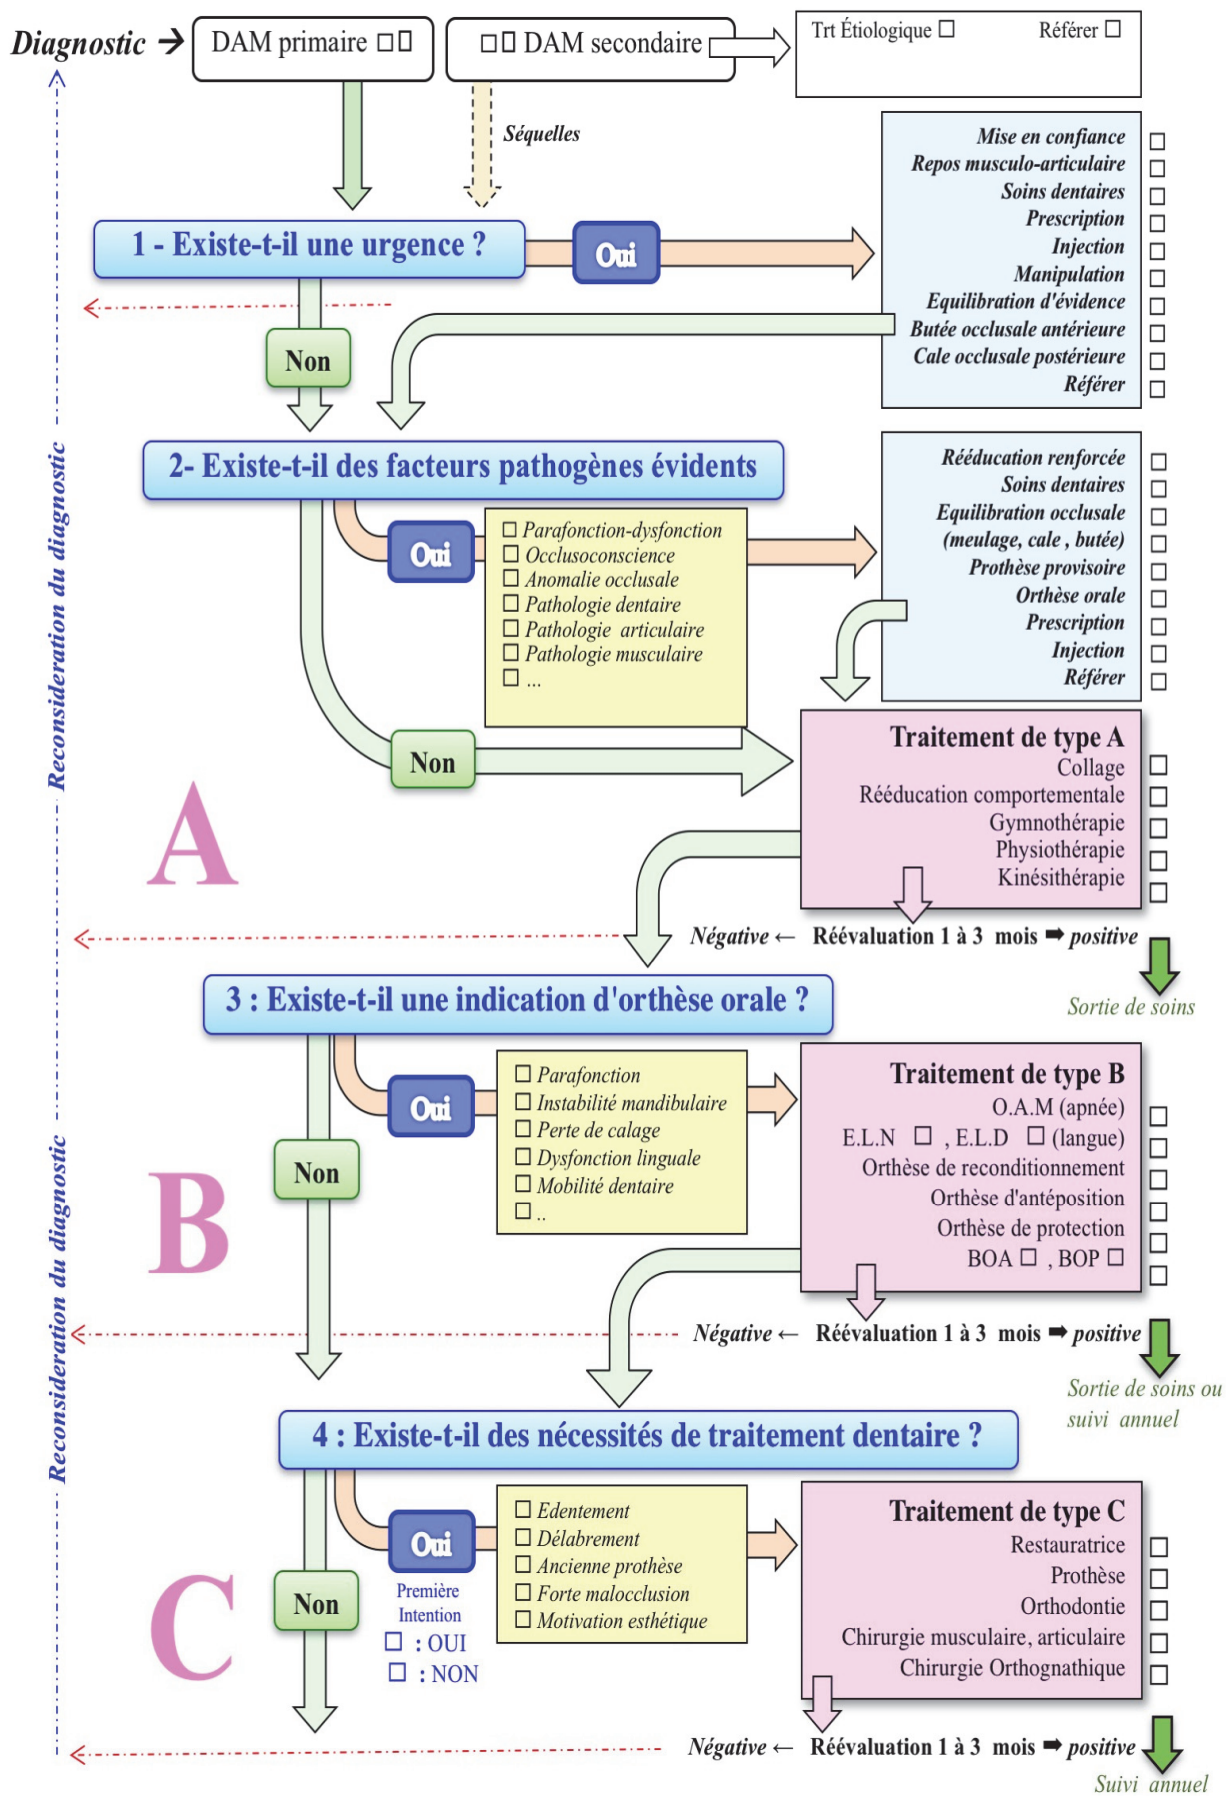 Diagnostic → DAM primaire □ □
□ □ DAM secondaire
Trt Étiologique □ Référer □
Séquelles
Mise en confiance □
Repos musculo-articulaire □
Soins dentaires □
Prescription □
Injection □
Manipulation □
Equilibration d'évidence □
Butée occlusale antérieure □
Cale occlusale postérieure □
Référer □
1 - Existe-t-il une urgence ?
Oui
Non
2- Existe-t-il des facteurs pathogènes évidents
Oui
□ Parafonction-dysfonction
□ Occlusoconscience
□ Anomalie occlusale
□ Pathologie dentaire
□ Pathologie articulaire
□ Pathologie musculaire
□ ...
Rééducation renforcée □
Soins dentaires □
Equilibration occlusale □
(meulage, cale , butée) □
Prothèse provisoire □
Orthèse orale □
Prescription □
Injection □
Référer □
Non
Reconsideration du diagnostic
A
Traitement de type A
Collage □
Rééducation comportementale □
Gymnothérapie □
Physiothérapie □
Kinésithérapie □
Négative ← Réévaluation 1 à 3 mois ➡ positive
Sortie de soins
3 : Existe-t-il une indication d'orthèse orale ?
Oui
□ Parafonction
□ Instabilité mandibulaire
□ Perte de calage
□ Dysfonction linguale
□ Mobilité dentaire
□ ..
Non
Reconsideration du diagnostic
B
Traitement de type B
O.A.M (apnée) □
E.L.N □ , E.L.D □ (langue) □
Orthèse de reconditionnement □
Orthèse d'antéposition □
Orthèse de protection □
BOA □ , BOP □ □
Négative ← Réévaluation 1 à 3 mois ➡ positive
Sortie de soins ou
suivi annuel
4 : Existe-t-il des nécessités de traitement dentaire ?
Oui
Première
Intention
□ : OUI
□ : NON
□ Edentement
□ Délabrement
□ Ancienne prothèse
□ Forte malocclusion
□ Motivation esthétique
Non
C
Traitement de type C
Restauratrice □
Prothèse □
Orthodontie □
Chirurgie musculaire, articulaire □
Chirurgie Orthognathique □
Négative ← Réévaluation 1 à 3 mois ➡ positive
Suivi annuel